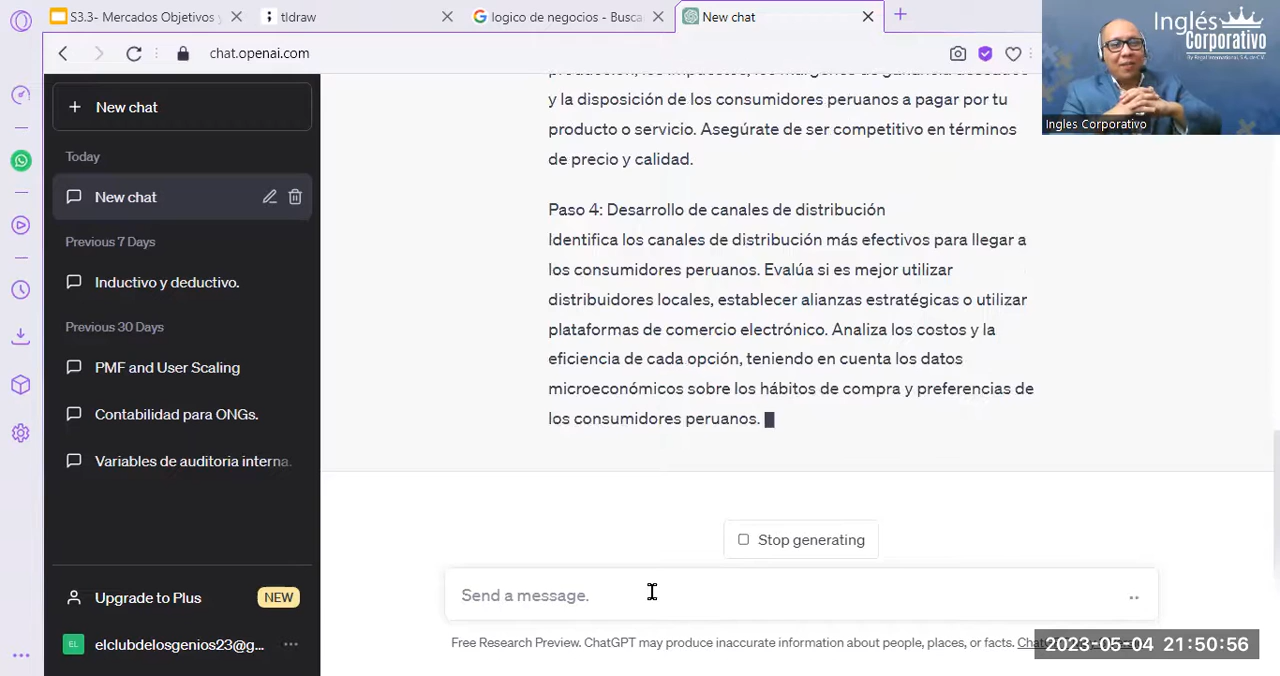 S3.3- Mercados Objetivos
tldraw
logico de negocios - Busca
New chat
chat.openai.com
Inglés
Corporativo
By Regal International, S.A. de C.V.
Ingles Corporativo
New chat
Today
New chat
Previous 7 Days
Inductivo y deductivo.
Previous 30 Days
PMF and User Scaling
Contabilidad para ONGs.
Variables de auditoria interna.
Upgrade to Plus
NEW
EL
elclubdelosgenios23@g...
y la disposición de los consumidores peruanos a pagar por tu
producto o servicio. Asegúrate de ser competitivo en términos
de precio y calidad.
Paso 4: Desarrollo de canales de distribución
Identifica los canales de distribución más efectivos para llegar a
los consumidores peruanos. Evalúa si es mejor utilizar
distribuidores locales, establecer alianzas estratégicas o utilizar
plataformas de comercio electrónico. Analiza los costos y la
eficiencia de cada opción, teniendo en cuenta los datos
microeconómicos sobre los hábitos de compra y preferencias de
los consumidores peruanos.
Stop generating
Send a message.
Free Research Preview. ChatGPT may produce inaccurate information about people, places, or facts.
2023-05-04 21:50:56